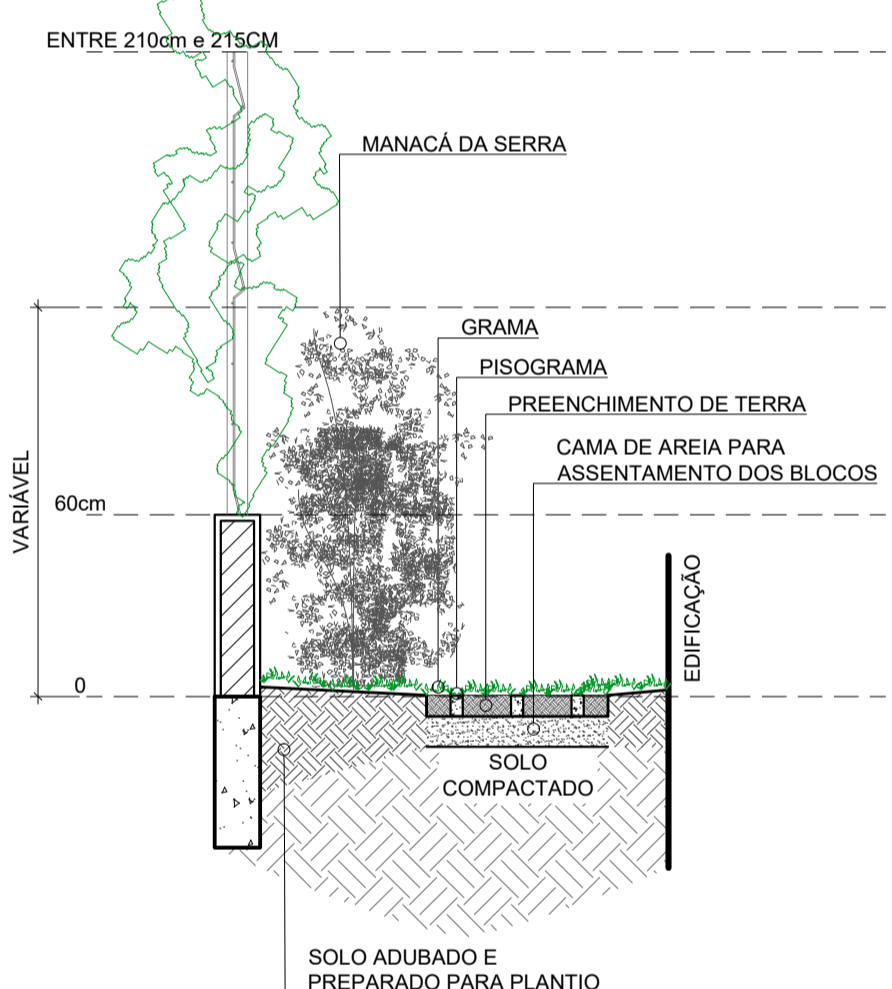 ENTRE 210cm e 215CM
MANACÁ DA SERRA
GRAMA
PISOGRAMA
PREENCHIMENTO DE TERRA
CAMA DE AREIA PARA
ASSENTAMENTO DOS BLOCOS
VARIÁVEL
60cm
EDIFICAÇÃO
0
SOLO
COMPACTADO
SOLO ADUBADO E
PREPARADO PARA PLANTIO